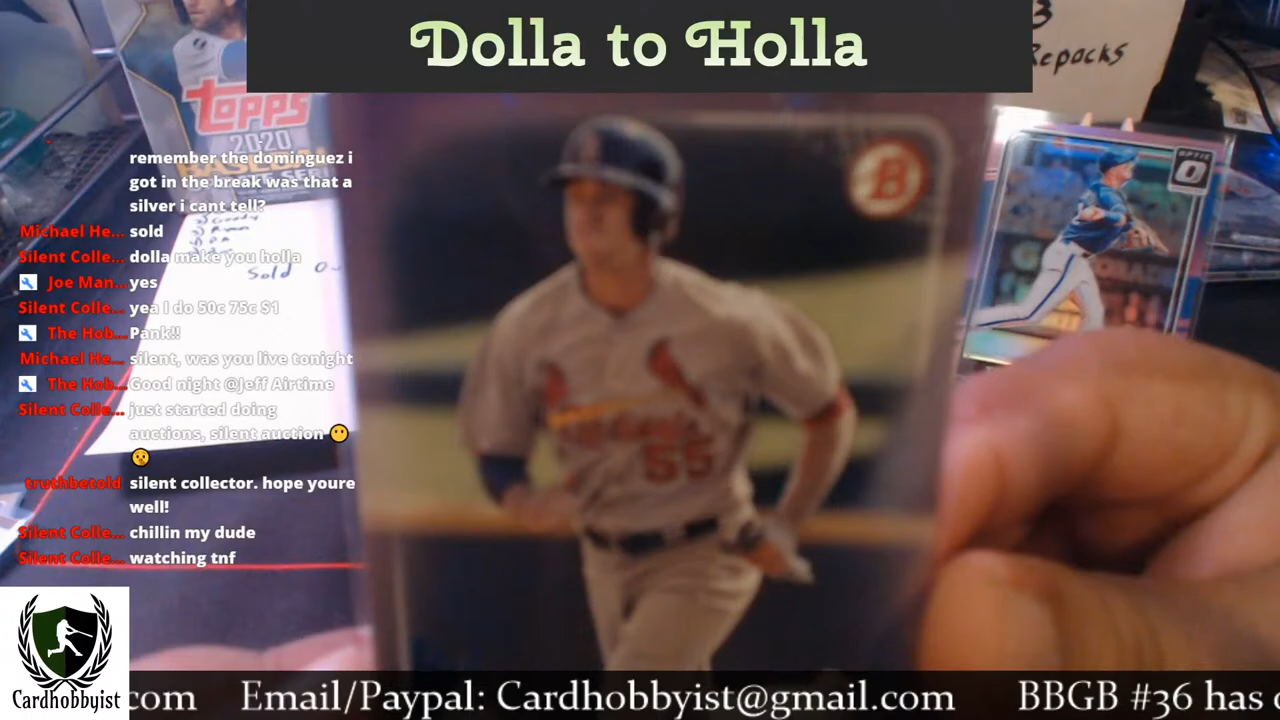 Dolla to Holla
3
Repacks
Topps
2020
remember the dominguez i
got in the break was that a
silver i cant tell?
Michael He... sold
Silent Colle... dolla make you holla
Joe Man... yes
Silent Colle... yea I do 50c 75c $1
The Hob... Pank!!
Michael He... silent, was you live tonight
The Hob... Good night @Jeff Airtime
Silent Colle... just started doing
auctions, silent auction 😶
🤫
truthbetold silent collector. hope youre
well!
Silent Colle... chillin my dude
Silent Colle... watching tnf
Sold
B
55
OPTIC
Cardhobbyist
.com Email/Paypal: Cardhobbyist@gmail.com BBGB #36 has